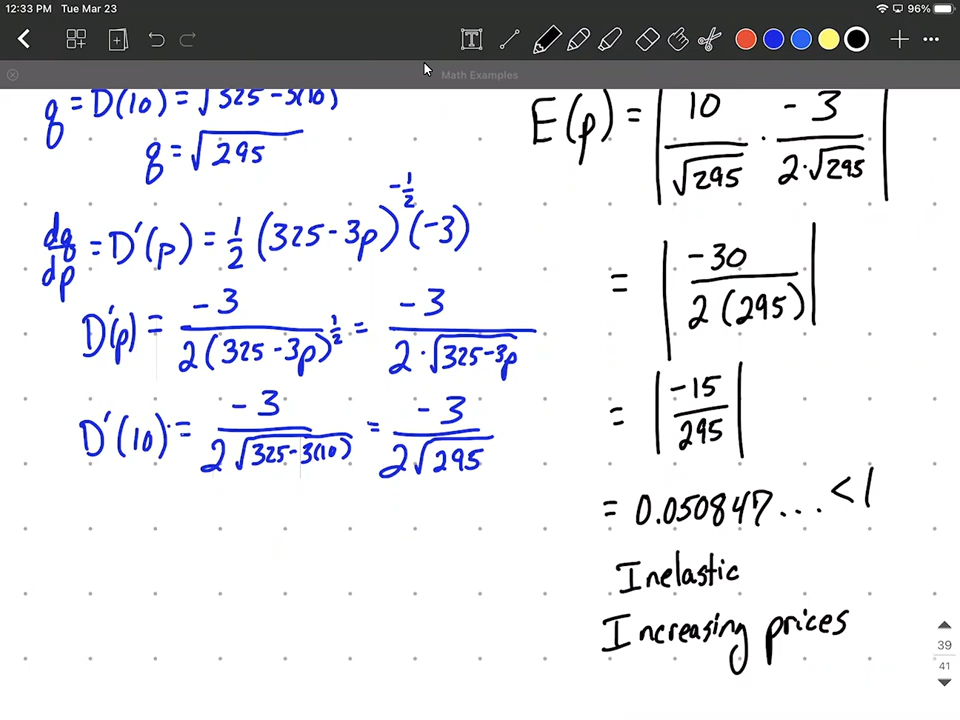 12:33 PM Tue Mar 23
96%
Math Examples
q = D(10) = √325-3(10)
q = √295
dq/dp = D'(p) = 1/2 (325-3p)^-1/2 (-3)
D'(p) = -3 / 2(325-3p)^1/2 = -3 / 2·√325-3p
D'(10) = -3 / 2√325-3(10) = -3 / 2√295
E(p) = | 10/√295 · -3/2·√295 |
= | -30 / 2(295) |
= | -15/295 |
= 0.050847... < 1
Inelastic
Increasing prices
39
41